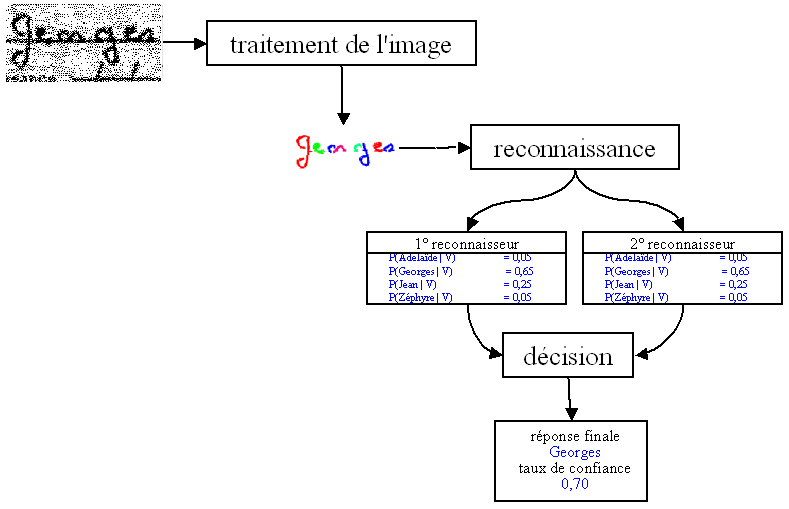 Georges
traitement de l'image
Georges
reconnaissance
1° reconnaisseur
P(Adelaïde | V) = 0,05
P(Georges | V) = 0,65
P(Jean | V) = 0,25
P(Zéphyre | V) = 0,05
2° reconnaisseur
P(Adelaïde | V) = 0,05
P(Georges | V) = 0,65
P(Jean | V) = 0,25
P(Zéphyre | V) = 0,05
décision
réponse finale
Georges
taux de confiance
0,70